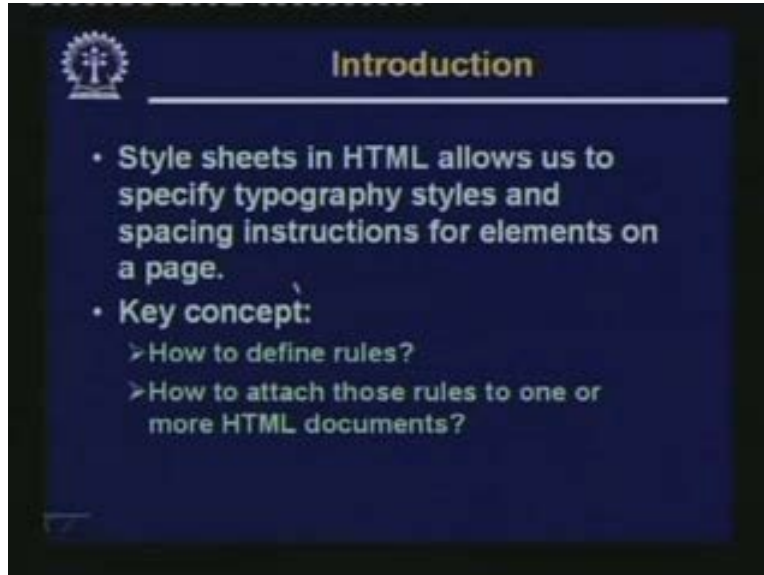 Introduction
• Style sheets in HTML allows us to
specify typography styles and
spacing instructions for elements on
a page.
• Key concept:
➢How to define rules?
➢How to attach those rules to one or
more HTML documents?